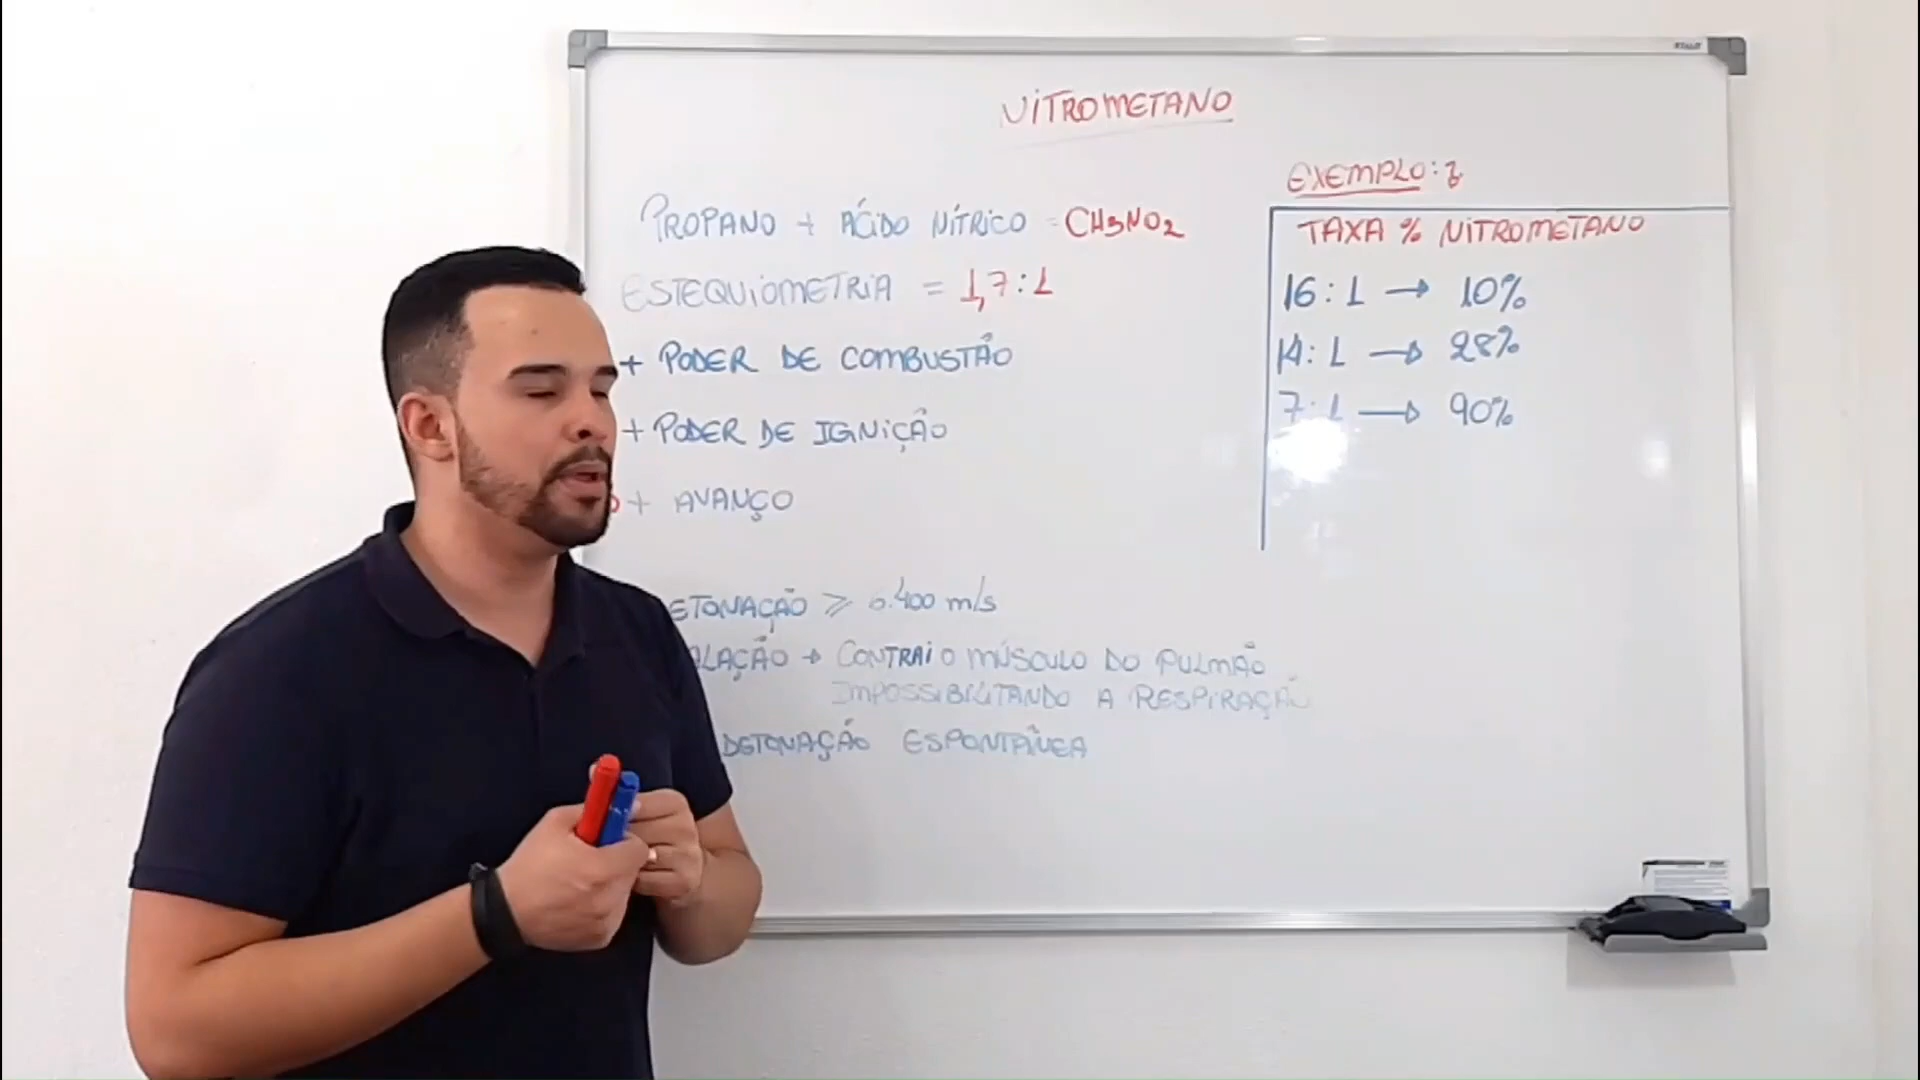 NITROMETANO
PROPANO + ÁCIDO NÍTRICO = CH3NO2
ESTEQUIOMETRIA = 1,7:1
+ PODER DE COMBUSTÃO
+ PODER DE IGNIÇÃO
+ AVANÇO
ETONAÇÃO ≥ 6.400 m/s
ALAÇÃO → CONTRAI O MÚSCULO DO PULMÃO
IMPOSSIBILITANDO A RESPIRAÇÃO
DETONAÇÃO ESPONTÂNEA
EXEMPLO:
TAXA % NITROMETANO
16:1 → 10%
14:1 → 28%
7:1 → 90%